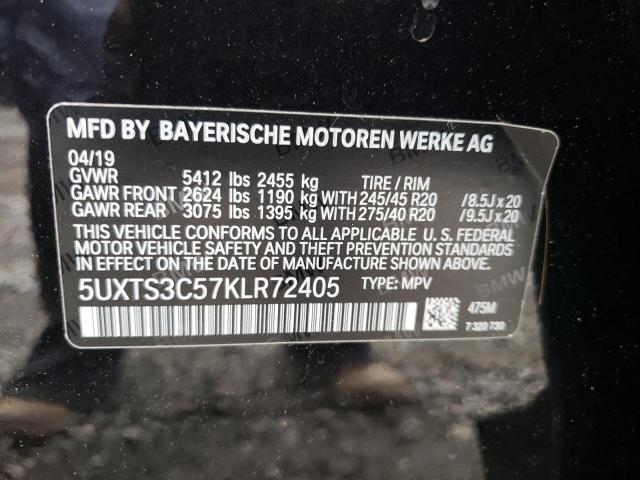 MFD BY BAYERISCHE MOTOREN WERKE AG
04/19
GVWR 5412 lbs 2455 kg TIRE / RIM
GAWR FRONT 2624 lbs 1190 kg WITH 245/45 R20 /8.5J x 20
GAWR REAR 3075 lbs 1395 kg WITH 275/40 R20 /9.5J x 20
THIS VEHICLE CONFORMS TO ALL APPLICABLE U. S. FEDERAL
MOTOR VEHICLE SAFETY AND THEFT PREVENTION STANDARDS
IN EFFECT ON THE DATE OF MANUFACTURE SHOWN ABOVE.
5UXTS3C57KLR72405 TYPE: MPV
475M
7 320 730